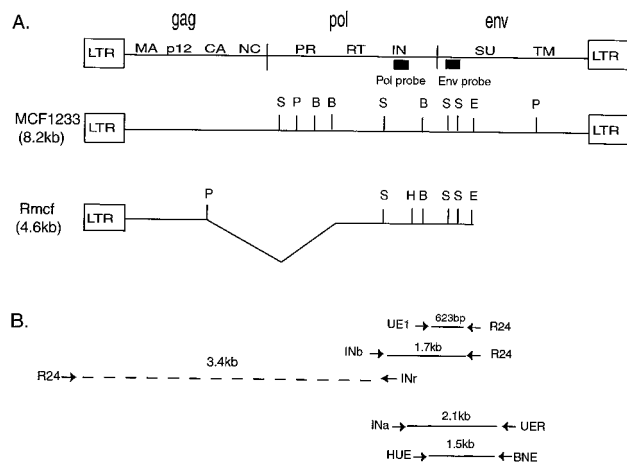 A.
gag pol env
LTR MA p12 CA NC PR RT IN SU TM LTR
Pol probe Env probe
MCF1233
(8.2kb)
S P B B S B S S E P
LTR LTR
Rmcf
(4.6kb)
P S H B S S E
LTR
B.
UE1 623bp R24
INb 1.7kb R24
R24 3.4kb INr
INa 2.1kb UER
HUE 1.5kb BNE